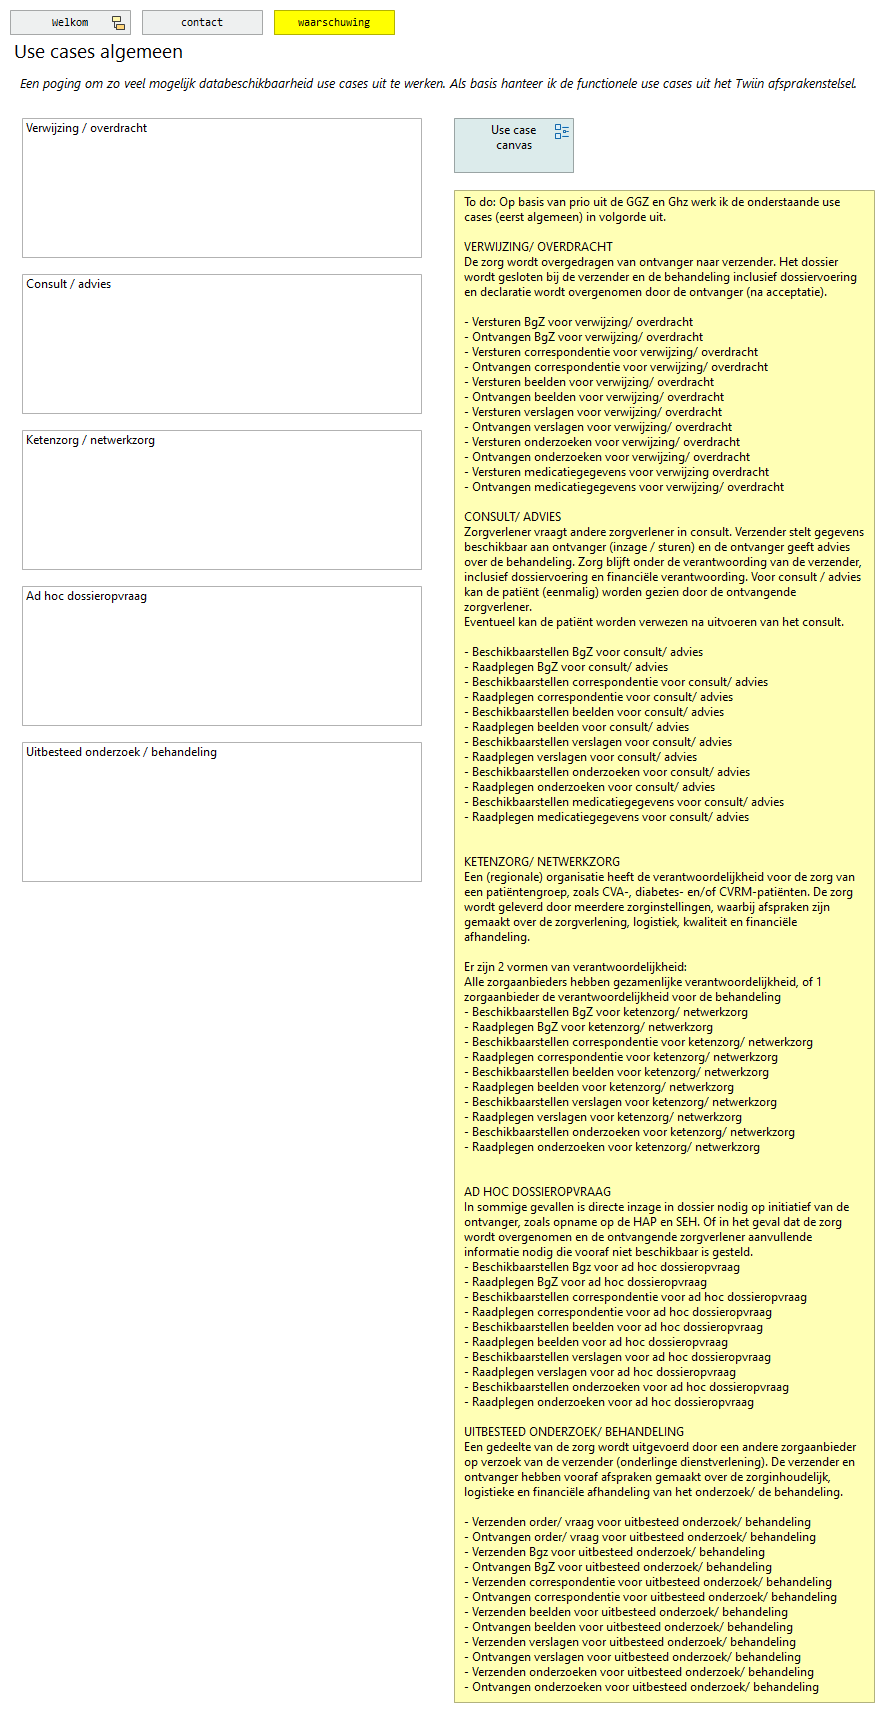 Welkom
contact
waarschuwing
Use cases algemeen
Een poging om zo veel mogelijk databeschikbaarheid use cases uit te werken. Als basis hanteer ik de functionele use cases uit het Twiin afsprakenstelsel.
Verwijzing / overdracht
Consult / advies
Ketenzorg / netwerkzorg
Ad hoc dossieropvraag
Uitbesteed onderzoek / behandeling
Use case
canvas
To do: Op basis van prio uit de GGZ en Ghz werk ik de onderstaande use
cases (eerst algemeen) in volgorde uit.
VERWIJZING/ OVERDRACHT
De zorg wordt overgedragen van ontvanger naar verzender. Het dossier
wordt gesloten bij de verzender en de behandeling inclusief dossiervoering
en declaratie wordt overgenomen door de ontvanger (na acceptatie).
- Versturen BgZ voor verwijzing/ overdracht
- Ontvangen BgZ voor verwijzing/ overdracht
- Versturen correspondentie voor verwijzing/ overdracht
- Ontvangen correspondentie voor verwijzing/ overdracht
- Versturen beelden voor verwijzing/ overdracht
- Ontvangen beelden voor verwijzing/ overdracht
- Versturen verslagen voor verwijzing/ overdracht
- Ontvangen verslagen voor verwijzing/ overdracht
- Versturen onderzoeken voor verwijzing/ overdracht
- Ontvangen onderzoeken voor verwijzing/ overdracht
- Versturen medicatiegegevens voor verwijzing overdracht
- Ontvangen medicatiegegevens voor verwijzing/ overdracht
CONSULT/ ADVIES
Zorgverlener vraagt andere zorgverlener in consult. Verzender stelt gegevens
beschikbaar aan ontvanger (inzage / sturen) en de ontvanger geeft advies
over de behandeling. Zorg blijft onder de verantwoording van de verzender,
inclusief dossiervoering en financiële verantwoording. Voor consult / advies
kan de patiënt (eenmalig) worden gezien door de ontvangende
zorgverlener.
Eventueel kan de patiënt worden verwezen na uitvoeren van het consult.
- Beschikbaarstellen BgZ voor consult/ advies
- Raadplegen BgZ voor consult/ advies
- Beschikbaarstellen correspondentie voor consult/ advies
- Raadplegen correspondentie voor consult/ advies
- Beschikbaarstellen beelden voor consult/ advies
- Raadplegen beelden voor consult/ advies
- Beschikbaarstellen verslagen voor consult/ advies
- Raadplegen verslagen voor consult/ advies
- Beschikbaarstellen onderzoeken voor consult/ advies
- Raadplegen onderzoeken voor consult/ advies
- Beschikbaarstellen medicatiegegevens voor consult/ advies
- Raadplegen medicatiegegevens voor consult/ advies
KETENZORG/ NETWERKZORG
Een (regionale) organisatie heeft de verantwoordelijkheid voor de zorg van
een patiëntengroep, zoals CVA-, diabetes- en/of CVRM-patiënten. De zorg
wordt geleverd door meerdere zorginstellingen, waarbij afspraken zijn
gemaakt over de zorgverlening, logistiek, kwaliteit en financiële
afhandeling.
Er zijn 2 vormen van verantwoordelijkheid:
Alle zorgaanbieders hebben gezamenlijke verantwoordelijkheid, of 1
zorgaanbieder de verantwoordelijkheid voor de behandeling
- Beschikbaarstellen BgZ voor ketenzorg/ netwerkzorg
- Raadplegen BgZ voor ketenzorg/ netwerkzorg
- Beschikbaarstellen correspondentie voor ketenzorg/ netwerkzorg
- Raadplegen correspondentie voor ketenzorg/ netwerkzorg
- Beschikbaarstellen beelden voor ketenzorg/ netwerkzorg
- Raadplegen beelden voor ketenzorg/ netwerkzorg
- Beschikbaarstellen verslagen voor ketenzorg/ netwerkzorg
- Raadplegen verslagen voor ketenzorg/ netwerkzorg
- Beschikbaarstellen onderzoeken voor ketenzorg/ netwerkzorg
- Raadplegen onderzoeken voor ketenzorg/ netwerkzorg
AD HOC DOSSIEROPVRAAG
In sommige gevallen is directe inzage in dossier nodig op initiatief van de
ontvanger, zoals opname op de HAP en SEH. Of in het geval dat de zorg
wordt overgenomen en de ontvangende zorgverlener aanvullende
informatie nodig die vooraf niet beschikbaar is gesteld.
- Beschikbaarstellen Bgz voor ad hoc dossieropvraag
- Raadplegen BgZ voor ad hoc dossieropvraag
- Beschikbaarstellen correspondentie voor ad hoc dossieropvraag
- Raadplegen correspondentie voor ad hoc dossieropvraag
- Beschikbaarstellen beelden voor ad hoc dossieropvraag
- Raadplegen beelden voor ad hoc dossieropvraag
- Beschikbaarstellen verslagen voor ad hoc dossieropvraag
- Raadplegen verslagen voor ad hoc dossieropvraag
- Beschikbaarstellen onderzoeken voor ad hoc dossieropvraag
- Raadplegen onderzoeken voor ad hoc dossieropvraag
UITBESTEED ONDERZOEK/ BEHANDELING
Een gedeelte van de zorg wordt uitgevoerd door een andere zorgaanbieder
op verzoek van de verzender (onderlinge dienstverlening). De verzender en
ontvanger hebben vooraf afspraken gemaakt over de zorginhoudelijk,
logistieke en financiële afhandeling van het onderzoek/ de behandeling.
- Verzenden order/ vraag voor uitbesteed onderzoek/ behandeling
- Ontvangen order/ vraag voor uitbesteed onderzoek/ behandeling
- Verzenden Bgz voor uitbesteed onderzoek/ behandeling
- Ontvangen BgZ voor uitbesteed onderzoek/ behandeling
- Verzenden correspondentie voor uitbesteed onderzoek/ behandeling
- Ontvangen correspondentie voor uitbesteed onderzoek/ behandeling
- Verzenden beelden voor uitbesteed onderzoek/ behandeling
- Ontvangen beelden voor uitbesteed onderzoek/ behandeling
- Verzenden verslagen voor uitbesteed onderzoek/ behandeling
- Ontvangen verslagen voor uitbesteed onderzoek/ behandeling
- Verzenden onderzoeken voor uitbesteed onderzoek/ behandeling
- Ontvangen onderzoeken voor uitbesteed onderzoek/ behandeling